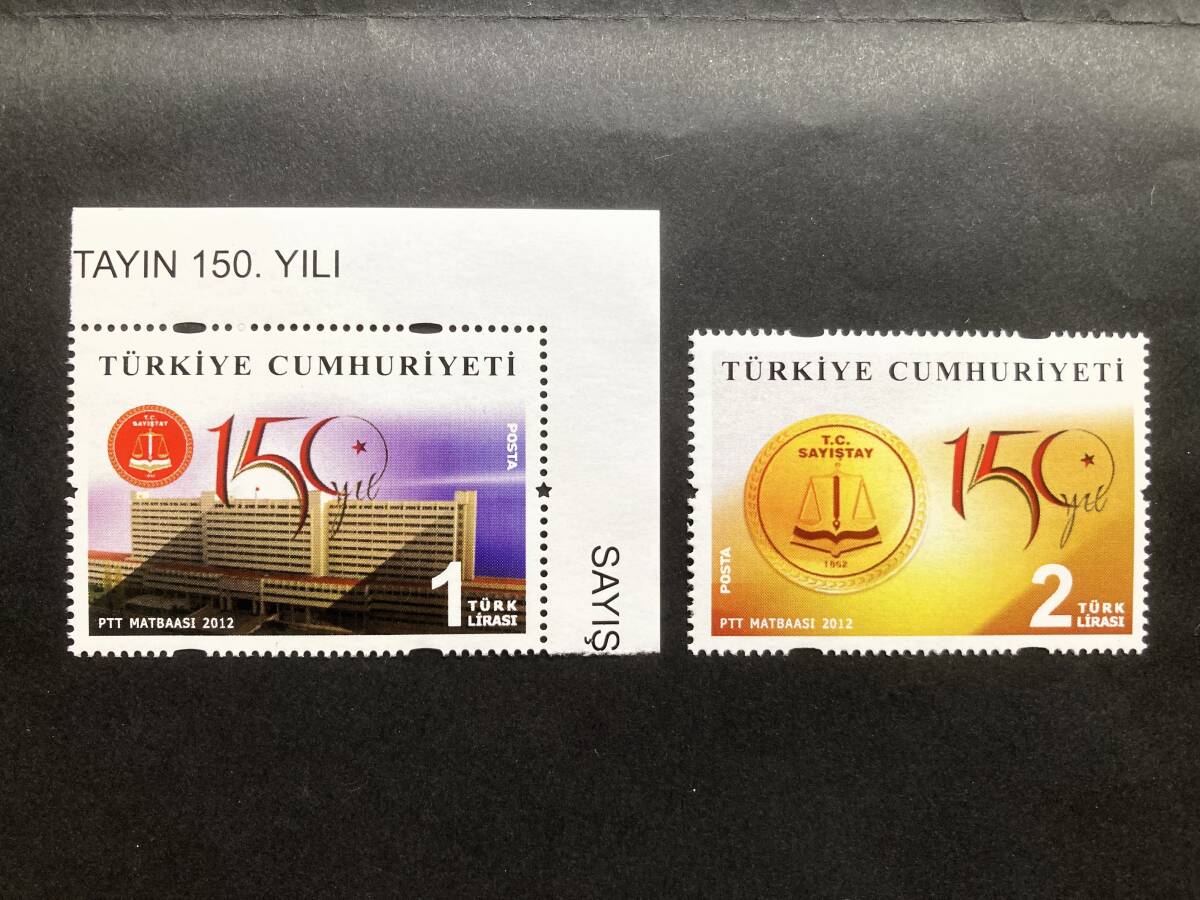 TAYIN 150. YILI
TÜRKİYE CUMHURİYETİ
T.C.
SAYIŞTAY
150
yıl
POSTA
1 TÜRK
LİRASI
PTT MATBAASI 2012
SAYIŞ
TÜRKİYE CUMHURİYETİ
T.C.
SAYIŞTAY
1862
150
yıl
POSTA
2 TÜRK
LİRASI
PTT MATBAASI 2012